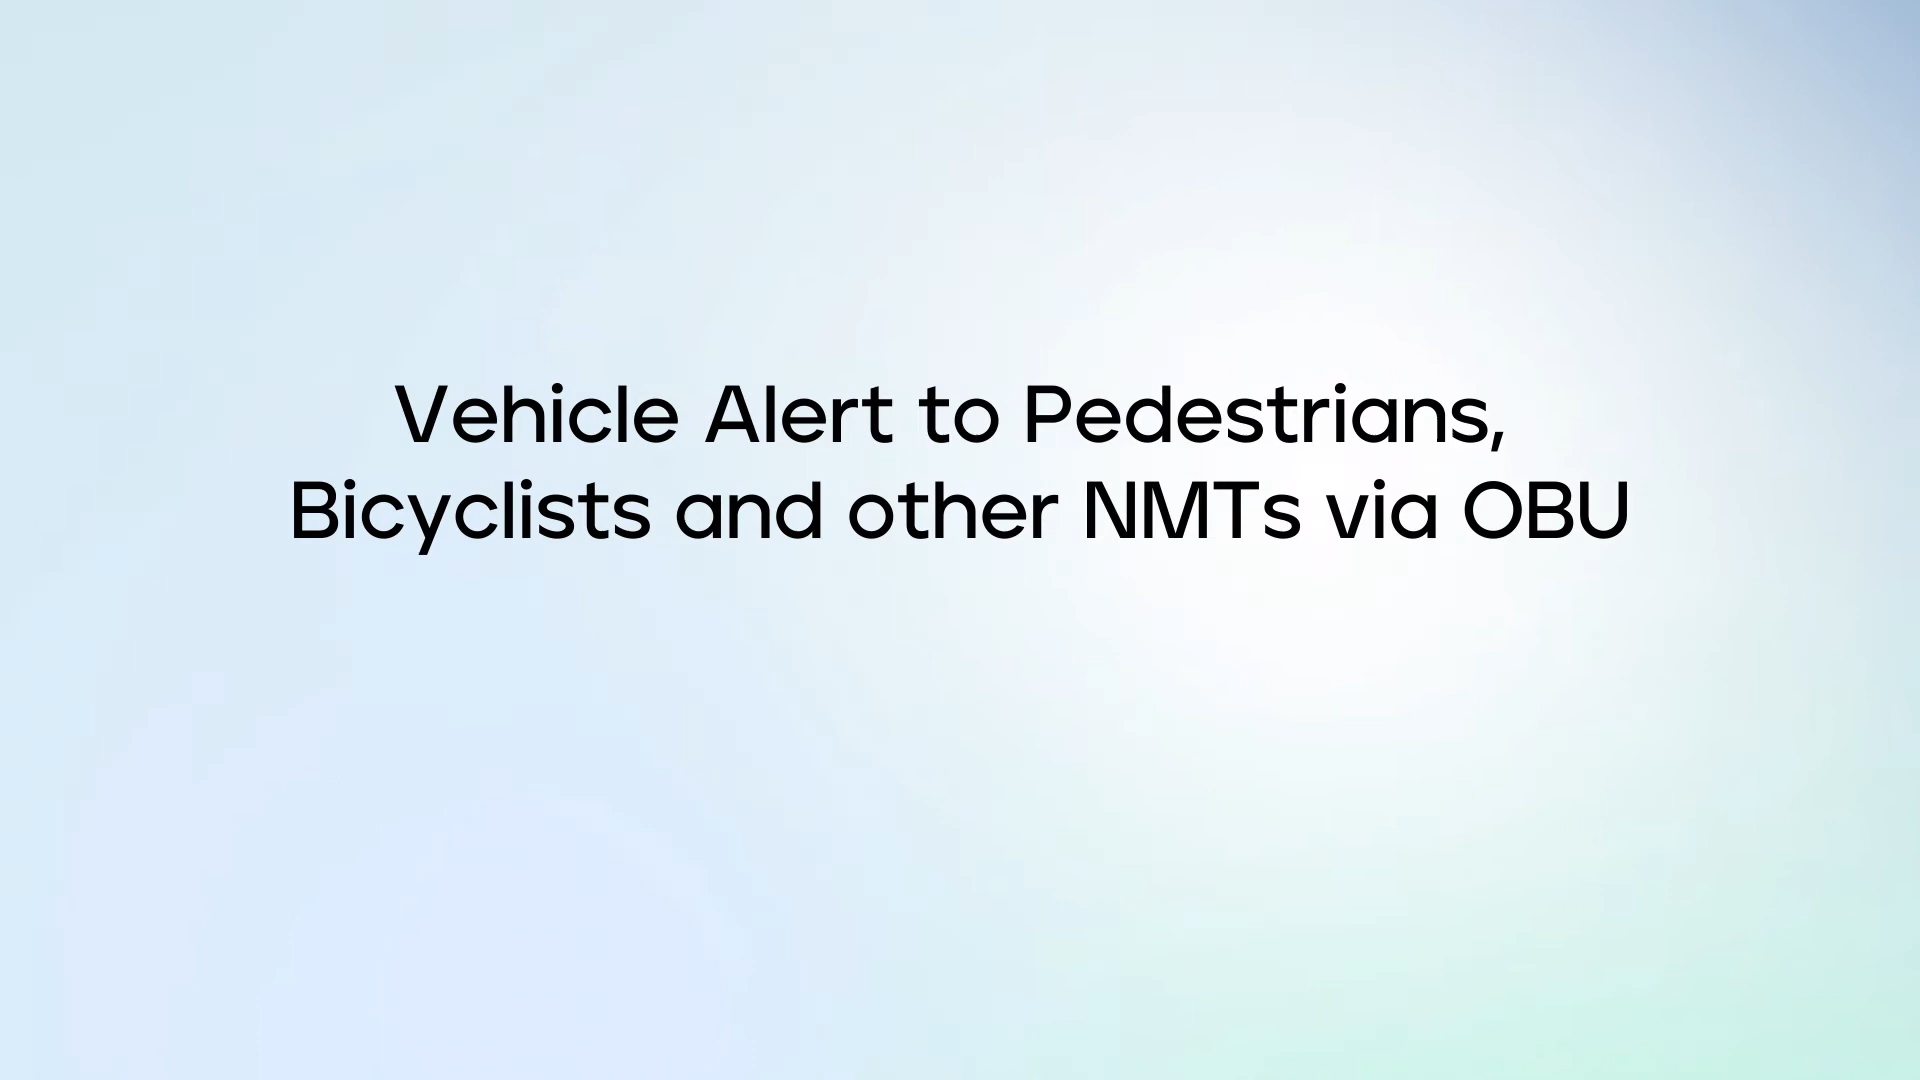 Vehicle Alert to Pedestrians,
Bicyclists and other NMTs via OBU